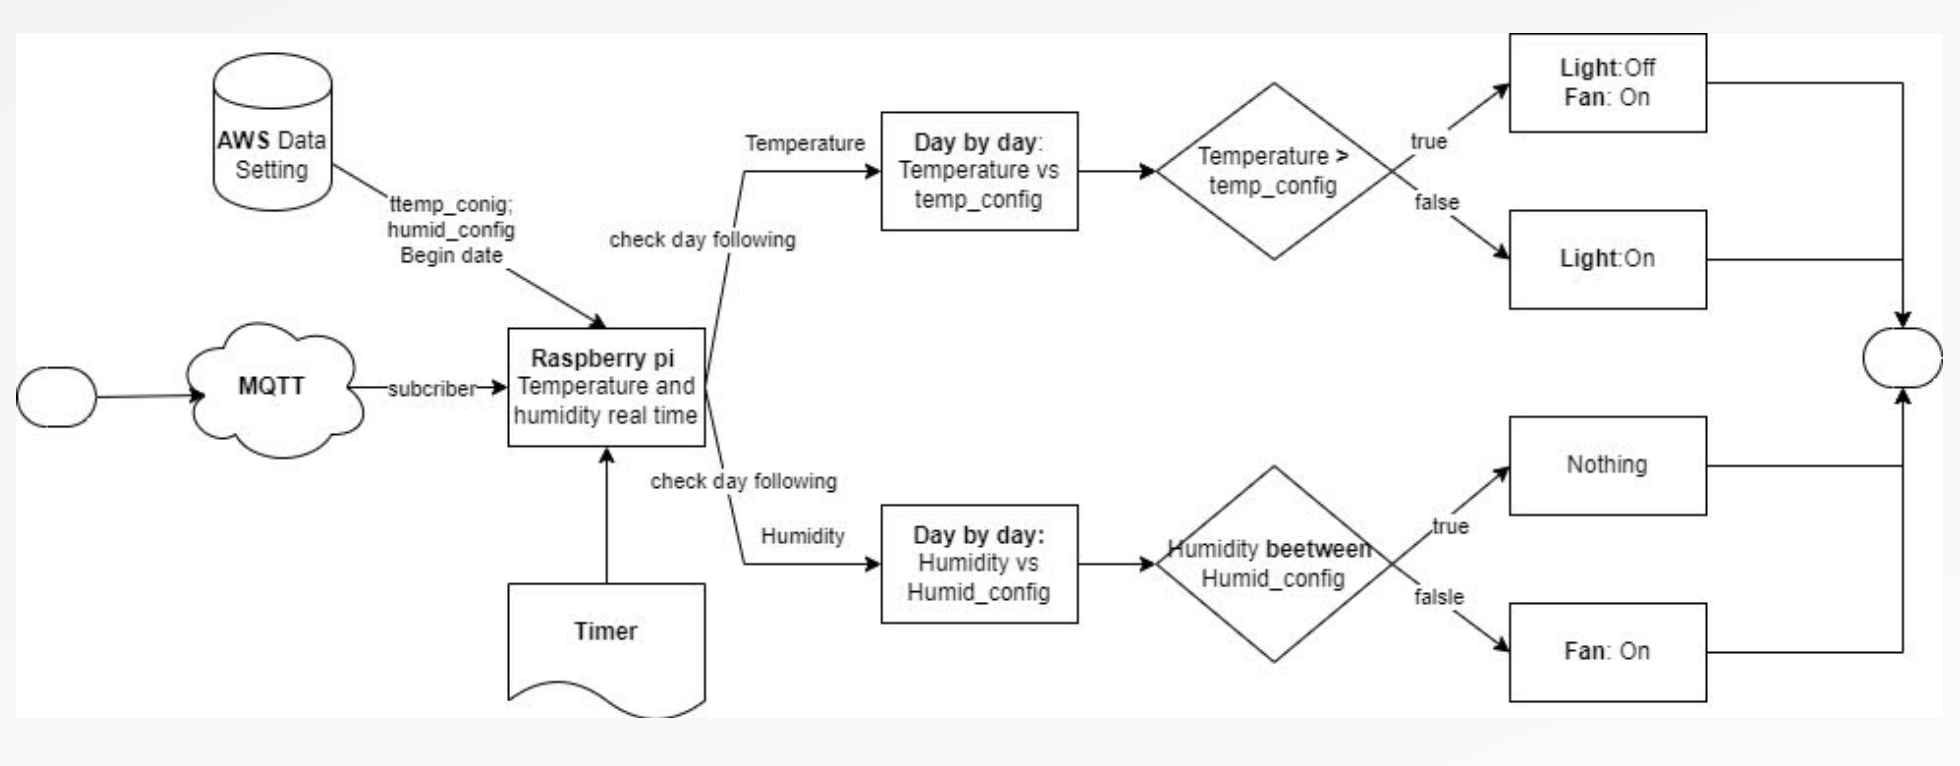 AWS Data
Setting
ttemp_conig;
humid_config
Begin date
MQTT
subcriber
Raspberry pi
Temperature and
humidity real time
Timer
check day following
Temperature
Day by day:
Temperature vs
temp_config
Temperature >
temp_config
true
false
Light:Off
Fan: On
Light:On
check day following
Humidity
Day by day:
Humidity vs
Humid_config
Humidity beetween
Humid_config
true
falsle
Nothing
Fan: On